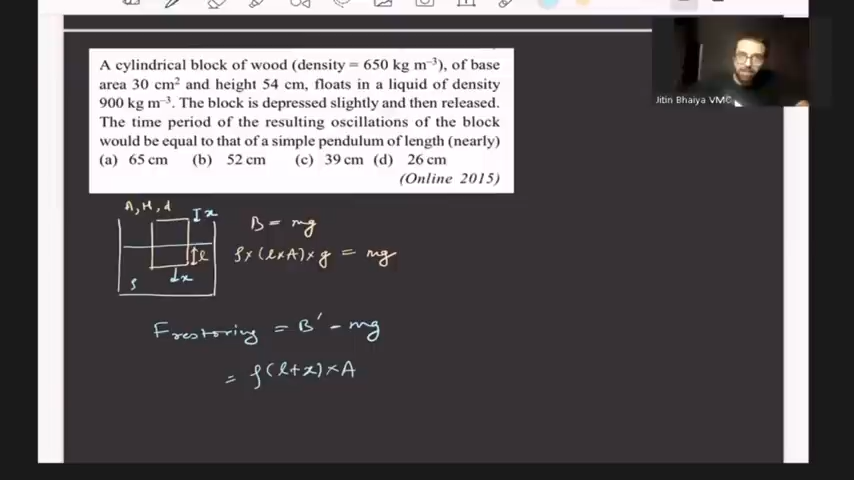 A cylindrical block of wood (density = 650 kg m⁻³), of base
area 30 cm² and height 54 cm, floats in a liquid of density
900 kg m⁻³. The block is depressed slightly and then released.
The time period of the resulting oscillations of the block
would be equal to that of a simple pendulum of length (nearly)
(a) 65 cm (b) 52 cm (c) 39 cm (d) 26 cm
(Online 2015)
Jitin Bhaiya VMC
A, H, d
x
B = mg
l
ρ×(l×A)×g = mg
ρ
x
Frestoring = B′ − mg
= ρ(l+x)×A